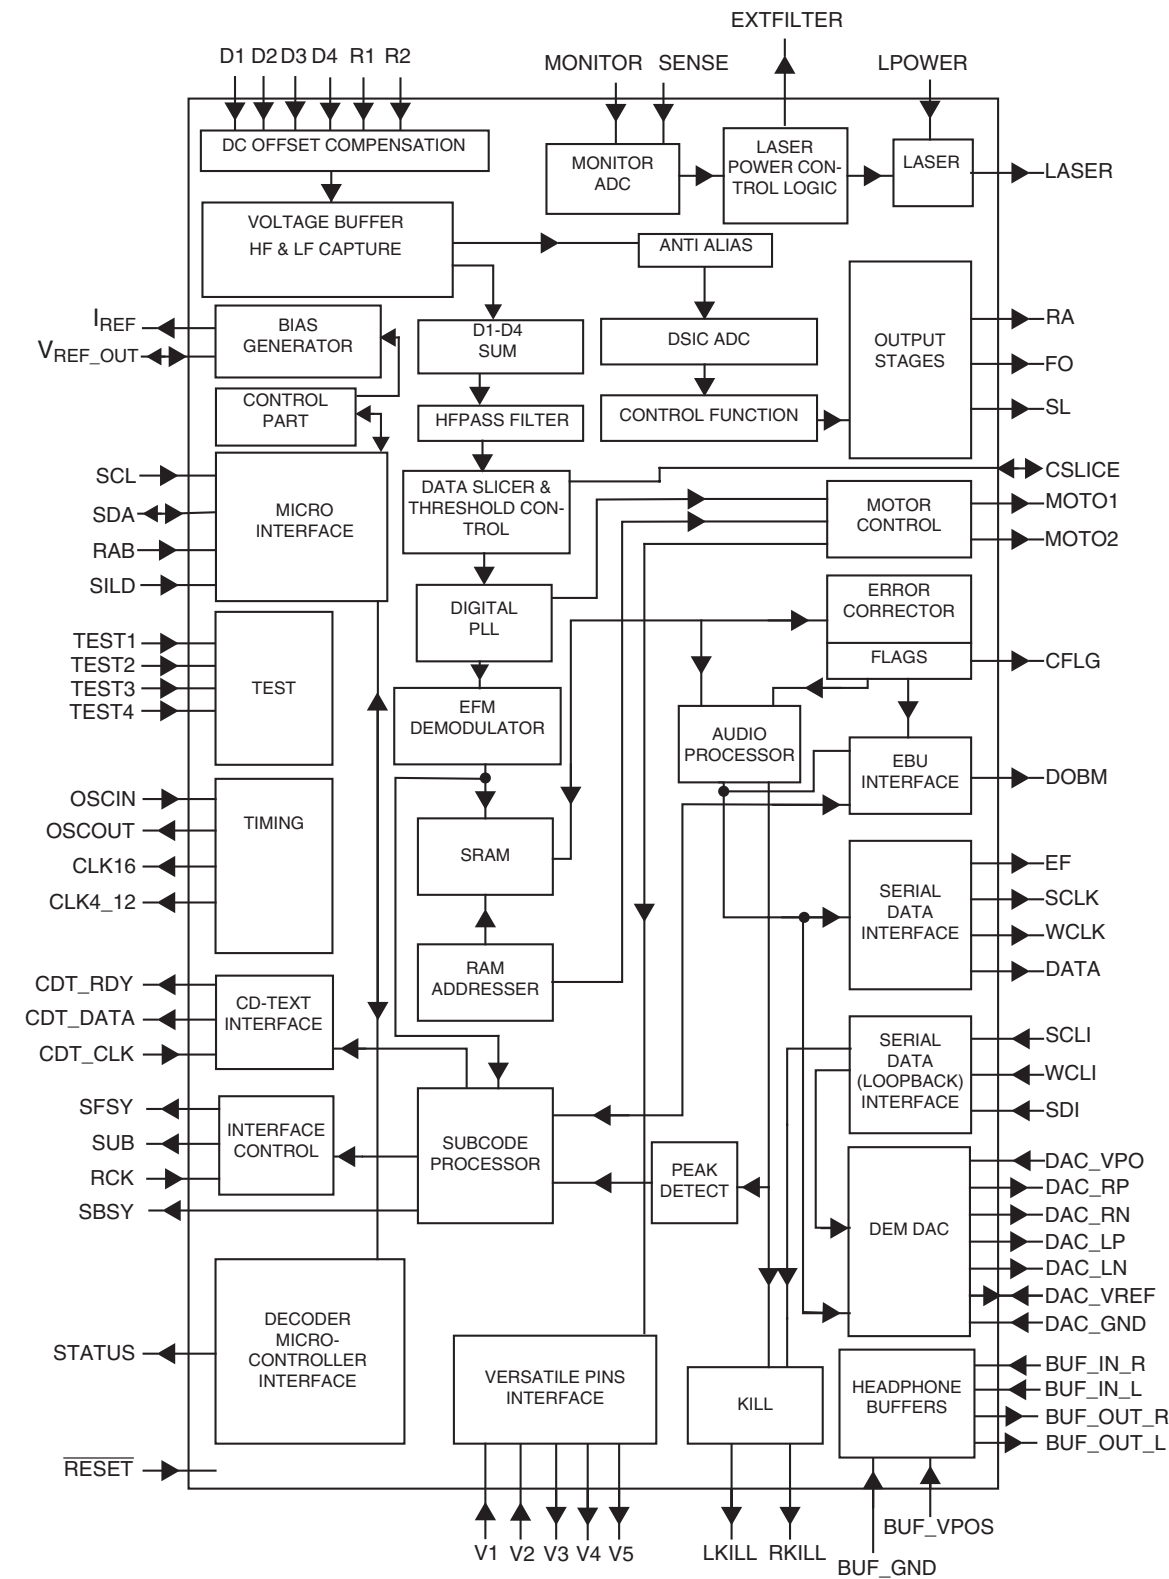 EXTFILTER
D1 D2 D3 D4 R1 R2
MONITOR SENSE
LPOWER
DC OFFSET COMPENSATION
MONITOR
ADC
LASER
POWER CON-
TROL LOGIC
LASER
LASER
VOLTAGE BUFFER
HF & LF CAPTURE
ANTI ALIAS
IREF
VREF_OUT
BIAS
GENERATOR
D1-D4
SUM
DSIC ADC
OUTPUT
STAGES
RA
FO
SL
CONTROL
PART
HFPASS FILTER
CONTROL FUNCTION
SCL
SDA
RAB
SILD
MICRO
INTERFACE
DATA SLICER &
THRESHOLD CON-
TROL
CSLICE
MOTOR
CONTROL
MOTO1
MOTO2
DIGITAL
PLL
ERROR
CORRECTOR
FLAGS
CFLG
TEST1
TEST2
TEST3
TEST4
TEST
EFM
DEMODULATOR
AUDIO
PROCESSOR
EBU
INTERFACE
DOBM
OSCIN
OSCOUT
CLK16
CLK4_12
TIMING
SRAM
SERIAL
DATA
INTERFACE
EF
SCLK
WCLK
DATA
RAM
ADDRESSER
CDT_RDY
CDT_DATA
CDT_CLK
CD-TEXT
INTERFACE
SERIAL
DATA
(LOOPBACK)
INTERFACE
SCLI
WCLI
SDI
SFSY
SUB
RCK
SBSY
INTERFACE
CONTROL
SUBCODE
PROCESSOR
PEAK
DETECT
DEM DAC
DAC_VPO
DAC_RP
DAC_RN
DAC_LP
DAC_LN
DAC_VREF
DAC_GND
STATUS
DECODER
MICRO-
CONTROLLER
INTERFACE
VERSATILE PINS
INTERFACE
KILL
HEADPHONE
BUFFERS
BUF_IN_R
BUF_IN_L
BUF_OUT_R
BUF_OUT_L
RESET
V1 V2 V3 V4 V5
LKILL RKILL
BUF_VPOS
BUF_GND